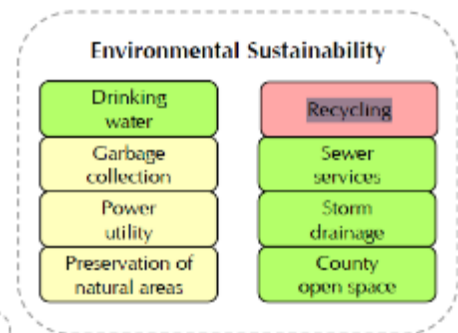 Environmental Sustainability
Drinking
water
Garbage
collection
Power
utility
Preservation of
natural areas
Recycling
Sewer
services
Storm
drainage
County
open space